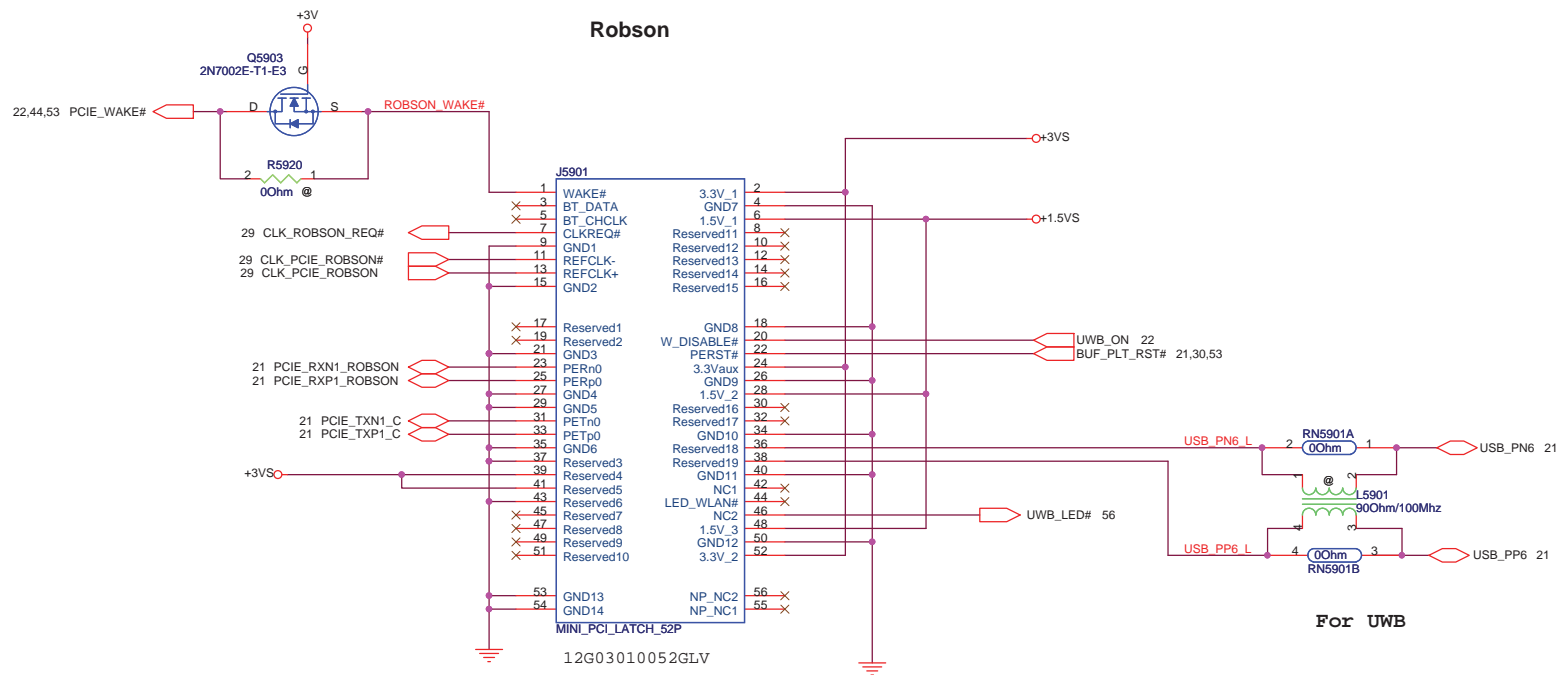 Robson
+3V
Q5903
2N7002E-T1-E3
G
D
S
22,44,53 PCIE_WAKE#
ROBSON_WAKE#
R5920
2
1
0Ohm @
+3VS
+1.5VS
J5901
1 WAKE#
3 BT_DATA
5 BT_CHCLK
29 CLK_ROBSON_REQ# 7 CLKREQ#
9 GND1
29 CLK_PCIE_ROBSON# 11 REFCLK-
29 CLK_PCIE_ROBSON 13 REFCLK+
15 GND2
17 Reserved1
19 Reserved2
21 GND3
21 PCIE_RXN1_ROBSON 23 PERn0
21 PCIE_RXP1_ROBSON 25 PERp0
27 GND4
29 GND5
21 PCIE_TXN1_C 31 PETn0
21 PCIE_TXP1_C 33 PETp0
35 GND6
37 Reserved3
+3VS 39 Reserved4
41 Reserved5
43 Reserved6
45 Reserved7
47 Reserved8
49 Reserved9
51 Reserved10
53 GND13
54 GND14
3.3V_1 2
GND7 4
1.5V_1 6
Reserved11 8
Reserved12 10
Reserved13 12
Reserved14 14
Reserved15 16
GND8 18
W_DISABLE# 20 UWB_ON 22
PERST# 22 BUF_PLT_RST# 21,30,53
3.3Vaux 24
GND9 26
1.5V_2 28
Reserved16 30
Reserved17 32
GND10 34
Reserved18 36
Reserved19 38
GND11 40
NC1 42
LED_WLAN# 44
NC2 46 UWB_LED# 56
1.5V_3 48
GND12 50
3.3V_2 52
NP_NC2 56
NP_NC1 55
MINI_PCI_LATCH_52P
12G03010052GLV
RN5901A
USB_PN6_L 2 0Ohm 1 USB_PN6 21
1 @ 2
L5901
90Ohm/100Mhz
4 3
USB_PP6_L 4 0Ohm 3 USB_PP6 21
RN5901B
For UWB